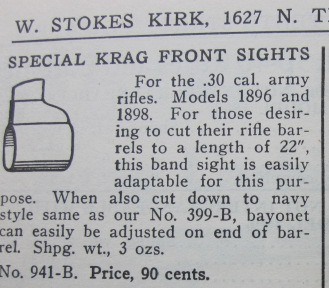 W. STOKES KIRK, 1627 N.
SPECIAL KRAG FRONT SIGHTS
For the .30 cal. army
rifles. Models 1896 and
1898. For those desir-
ing to cut their rifle bar-
rels to a length of 22",
this band sight is easily
adaptable for this pur-
pose. When also cut down to navy
style same as our No. 399-B, bayonet
can easily be adjusted on end of bar-
rel. Shpg. wt., 3 ozs.
No. 941-B. Price, 90 cents.